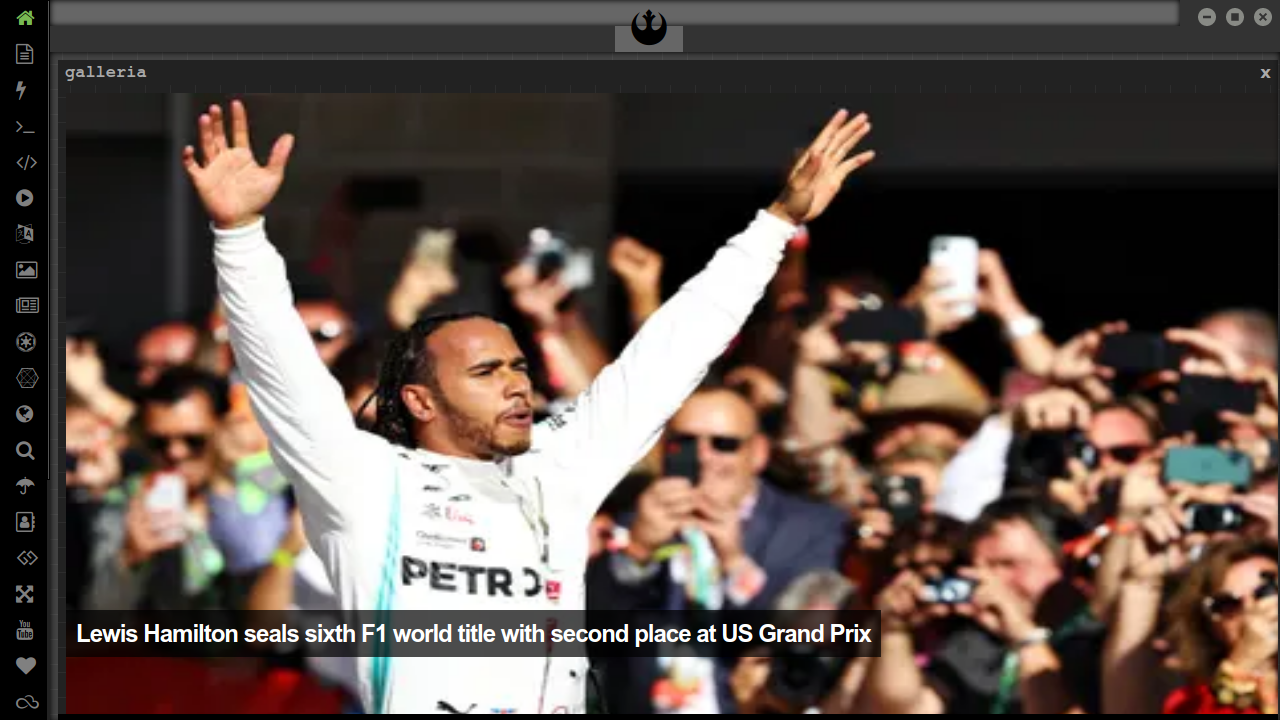 galleria
x
PETRO
Lewis Hamilton seals sixth F1 world title with second place at US Grand Prix
You
Tube